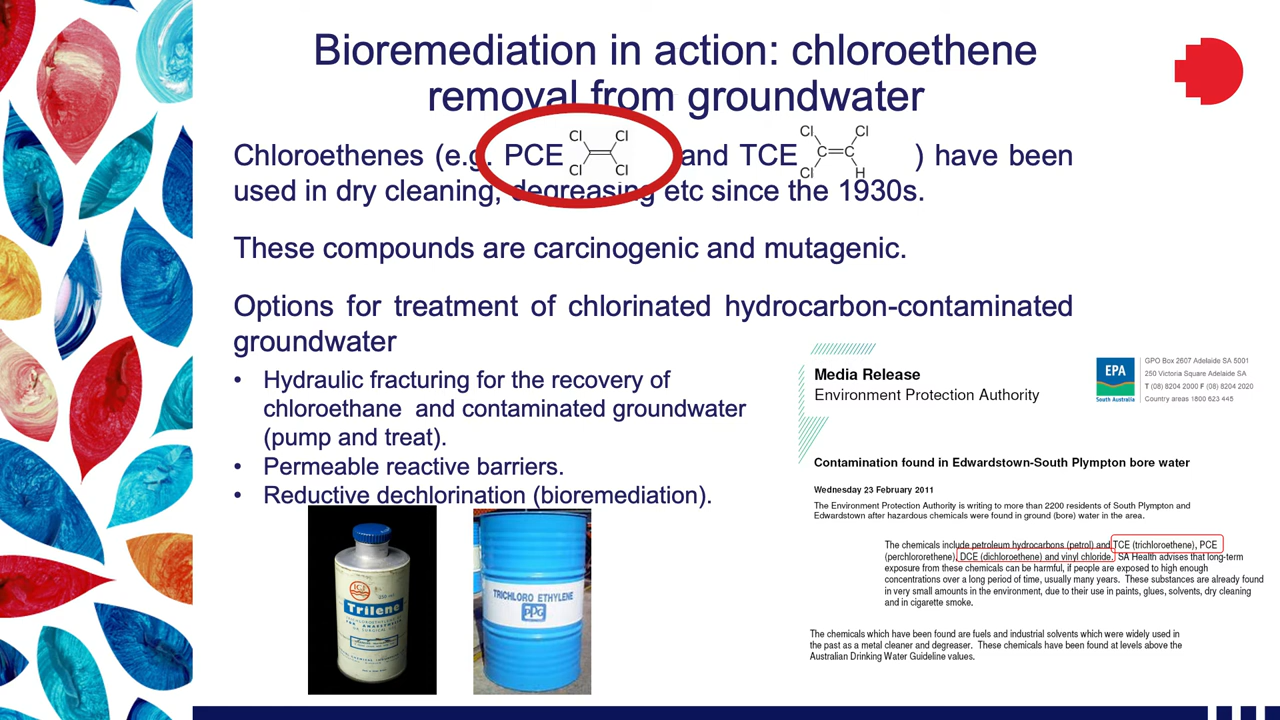 Bioremediation in action: chloroethene
removal from groundwater
Chloroethenes (e.g. PCE and TCE ) have been
Cl Cl
Cl Cl
Cl Cl
C=C
Cl H
used in dry cleaning, degreasing etc since the 1930s.
These compounds are carcinogenic and mutagenic.
Options for treatment of chlorinated hydrocarbon-contaminated
groundwater
• Hydraulic fracturing for the recovery of
chloroethane and contaminated groundwater
(pump and treat).
• Permeable reactive barriers.
• Reductive dechlorination (bioremediation).
ICI
Trilene
TRICHLORO ETHYLENE
PPG
Media Release
Environment Protection Authority
EPA
South Australia
GPO Box 2607 Adelaide SA 5001
250 Victoria Square Adelaide SA
T (08) 8204 2000 F (08) 8204 2020
Country areas 1800 623 445
Contamination found in Edwardstown-South Plympton bore water
Wednesday 23 February 2011
The Environment Protection Authority is writing to more than 2200 residents of South Plympton and
Edwardstown after hazardous chemicals were found in ground (bore) water in the area.
The chemicals include petroleum hydrocarbons (petrol) and TCE (trichloroethene), PCE
(perchlororethene), DCE (dichloroethene) and vinyl chloride. SA Health advises that long-term
exposure from these chemicals can be harmful, if people are exposed to high enough
concentrations over a long period of time, usually many years. These substances are already found
in very small amounts in the environment, due to their use in paints, glues, solvents, dry cleaning
and in cigarette smoke.
The chemicals which have been found are fuels and industrial solvents which were widely used in
the past as a metal cleaner and degreaser. These chemicals have been found at levels above the
Australian Drinking Water Guideline values.